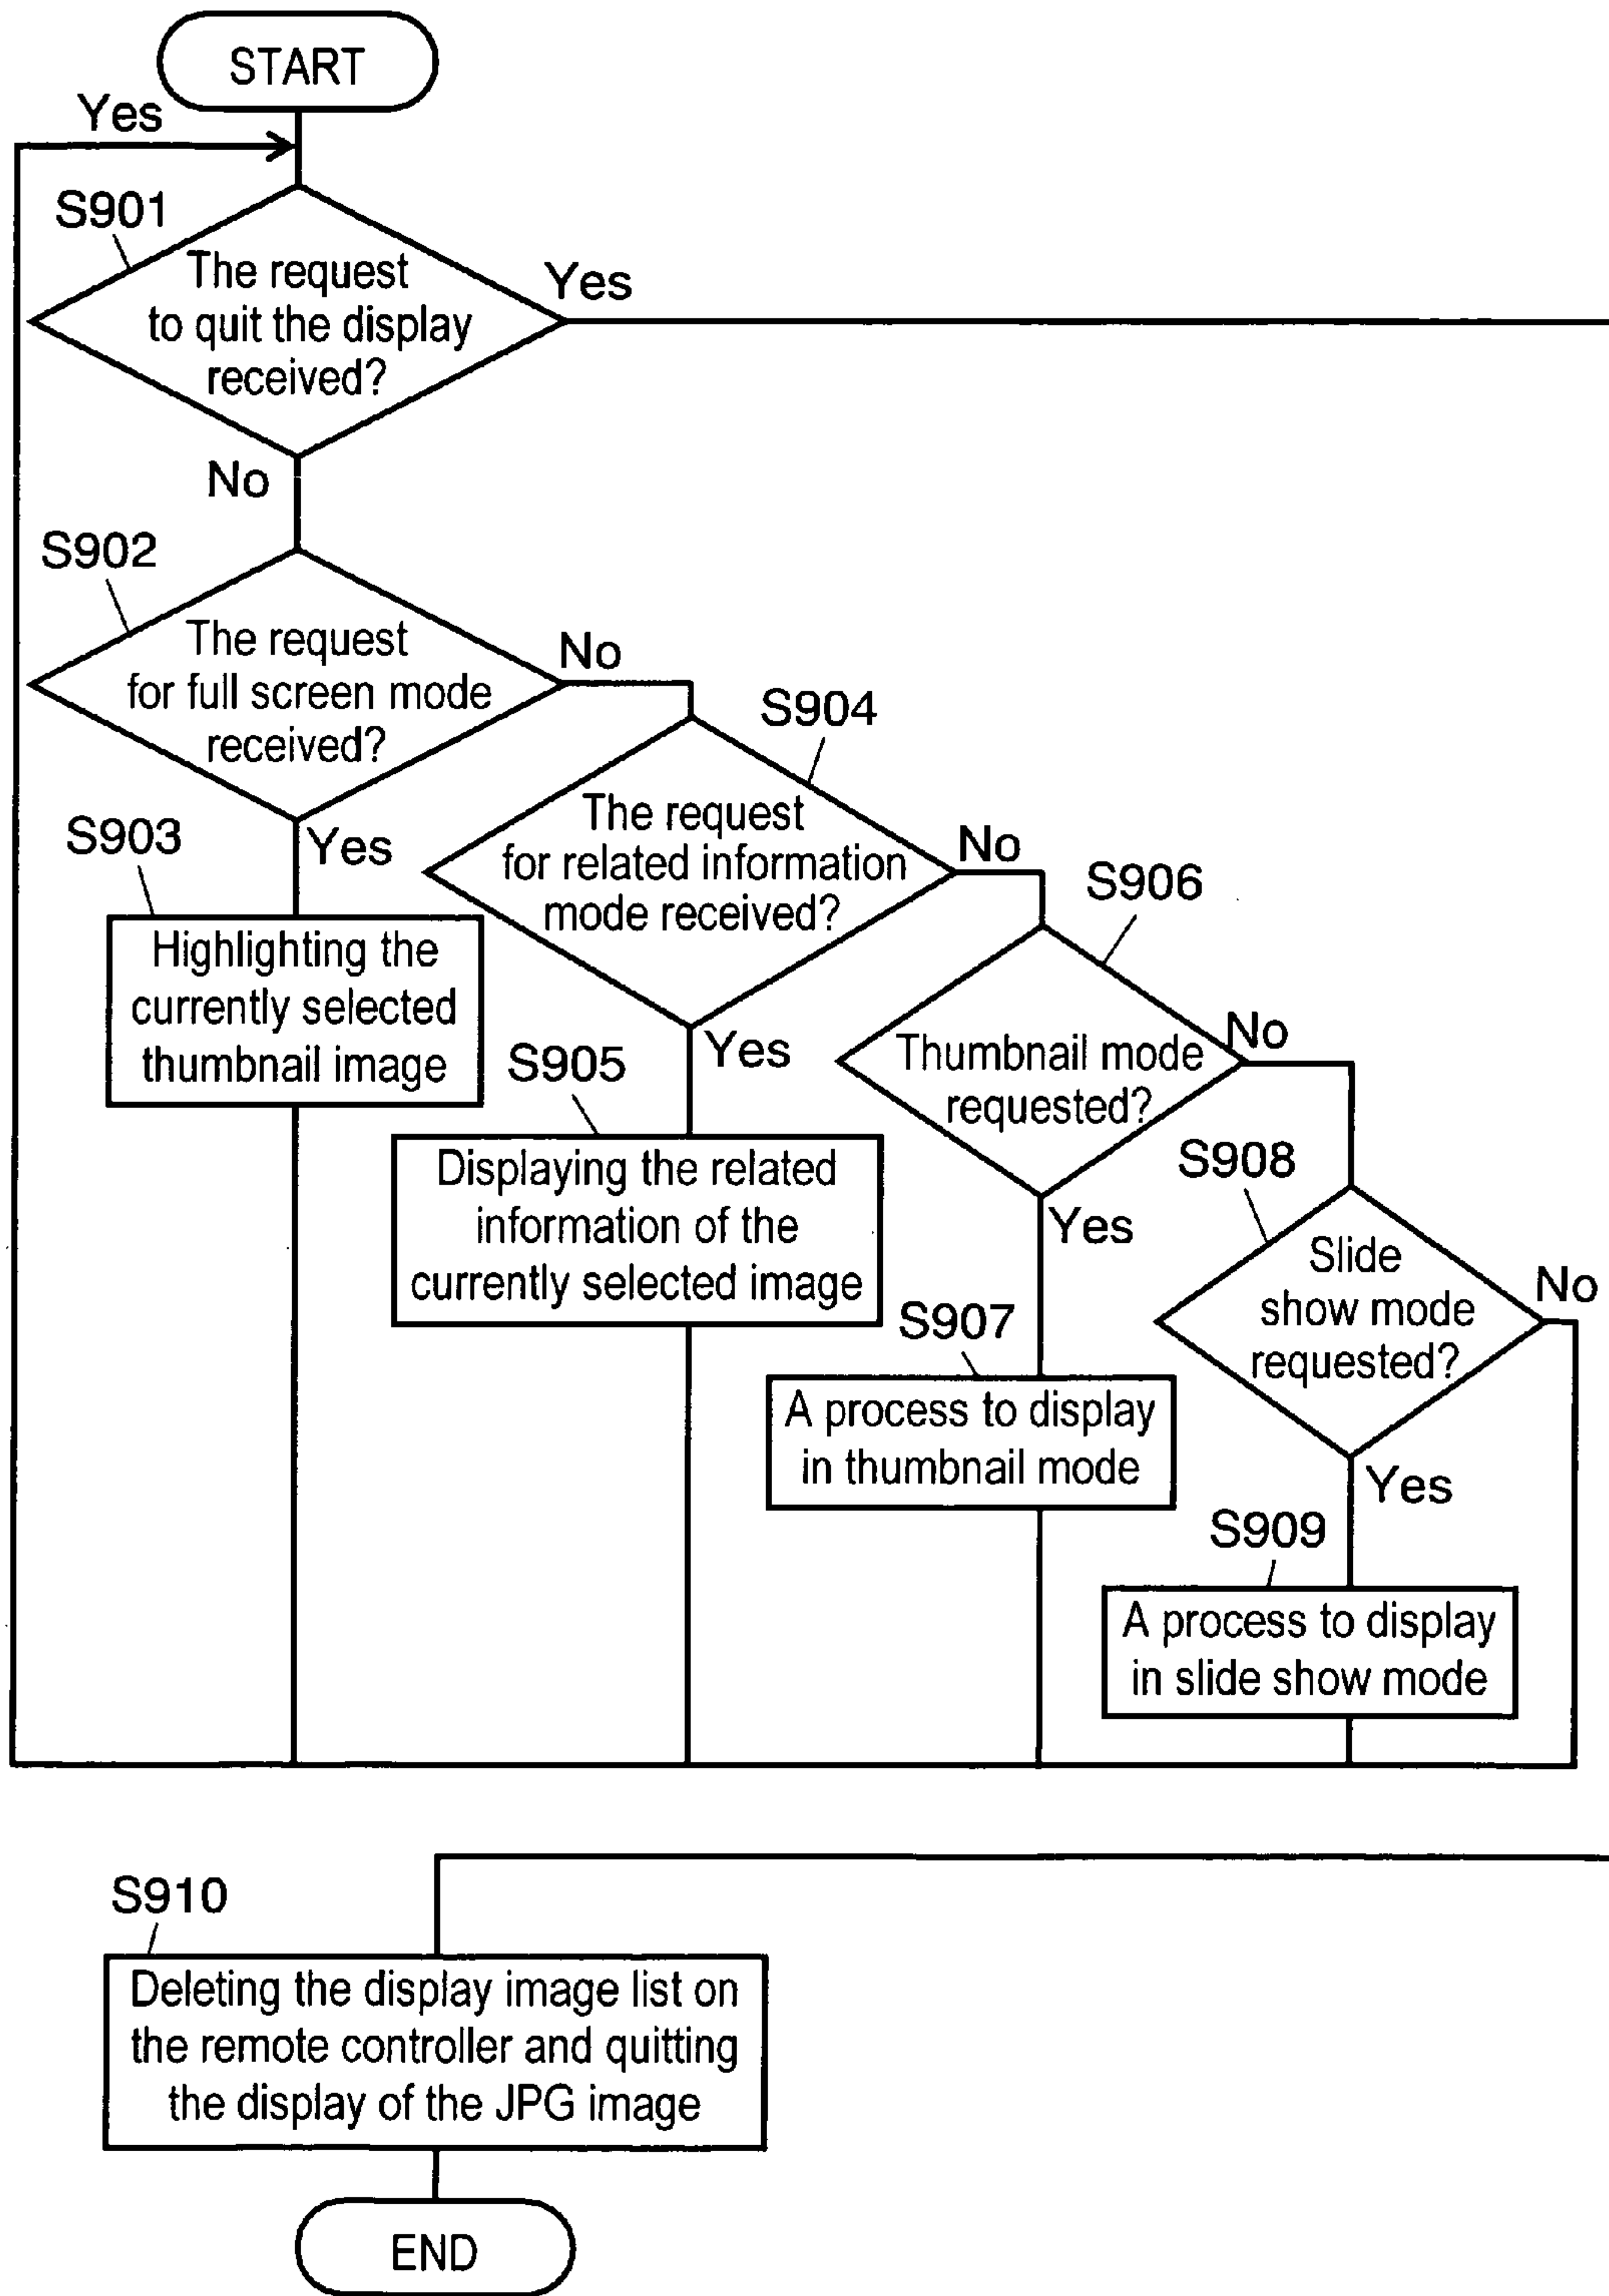 START
Yes
S901
The request
to quit the display
received?
Yes
No
S902
The request
for full screen mode
received?
No
Yes
S903
Highlighting the
currently selected
thumbnail image
S904
The request
for related information
mode received?
No
Yes
S905
Displaying the related
information of the
currently selected image
S906
Thumbnail mode
requested?
No
Yes
S907
A process to display
in thumbnail mode
S908
Slide
show mode
requested?
No
Yes
S909
A process to display
in slide show mode
S910
Deleting the display image list on
the remote controller and quitting
the display of the JPG image
END